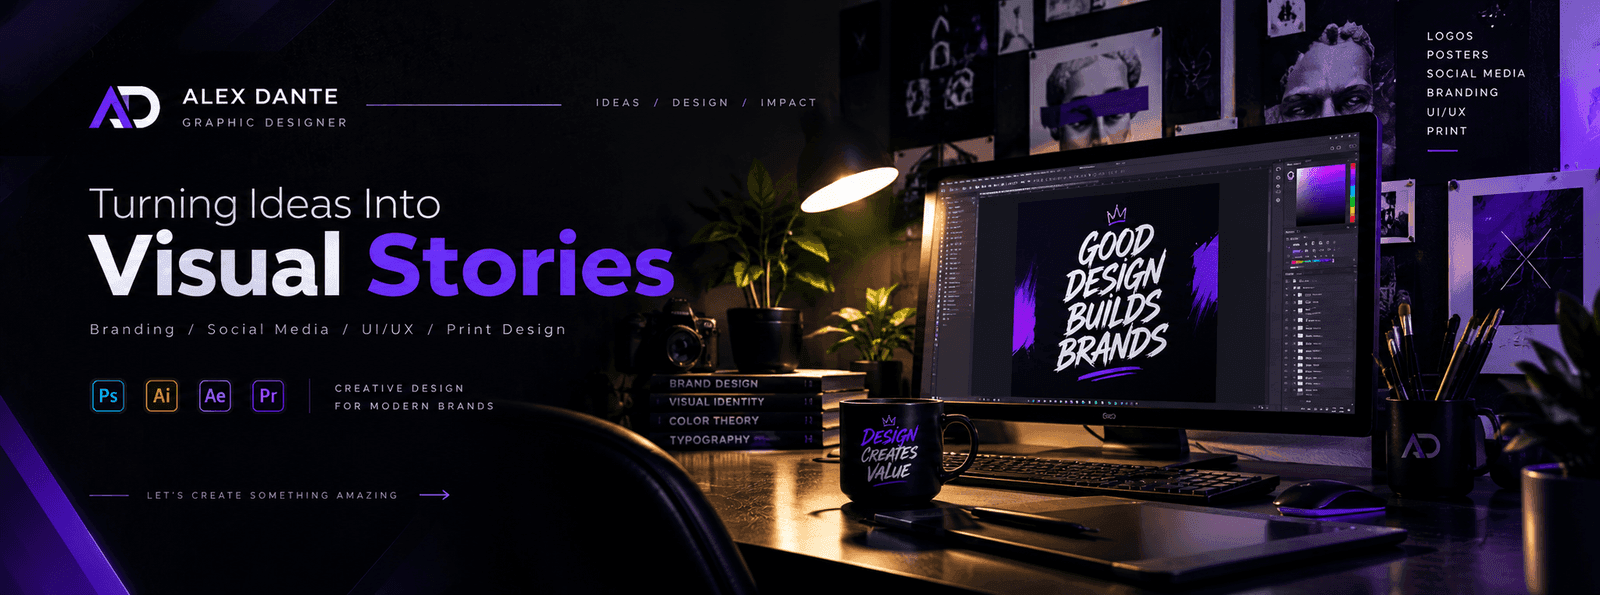 AD
ALEX DANTE
GRAPHIC DESIGNER
IDEAS / DESIGN / IMPACT
Turning Ideas Into
Visual Stories
Branding / Social Media / UI/UX / Print Design
Ps Ai Ae Pr
CREATIVE DESIGN
FOR MODERN BRANDS
LET'S CREATE SOMETHING AMAZING
LOGOS
POSTERS
SOCIAL MEDIA
BRANDING
UI/UX
PRINT
GOOD
DESIGN
BUILDS
BRANDS
BRAND DESIGN
VISUAL IDENTITY
COLOR THEORY
TYPOGRAPHY
DESIGN
CREATES
VALUE
AD